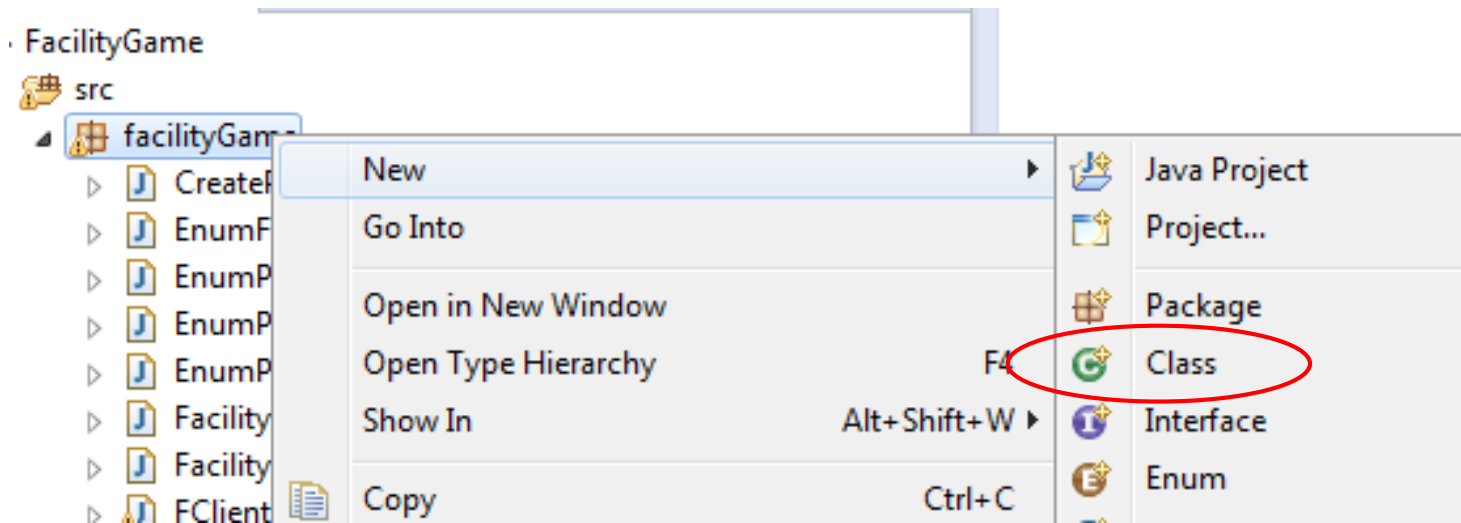 FacilityGame
src
facilityGame
New
Java Project
CreateP
Go Into
Project...
EnumF
EnumP
Open in New Window
Package
EnumP
Open Type Hierarchy F4
Class
EnumP
Facility
Show In Alt+Shift+W
Interface
Facility
Enum
FClient
Copy Ctrl+C